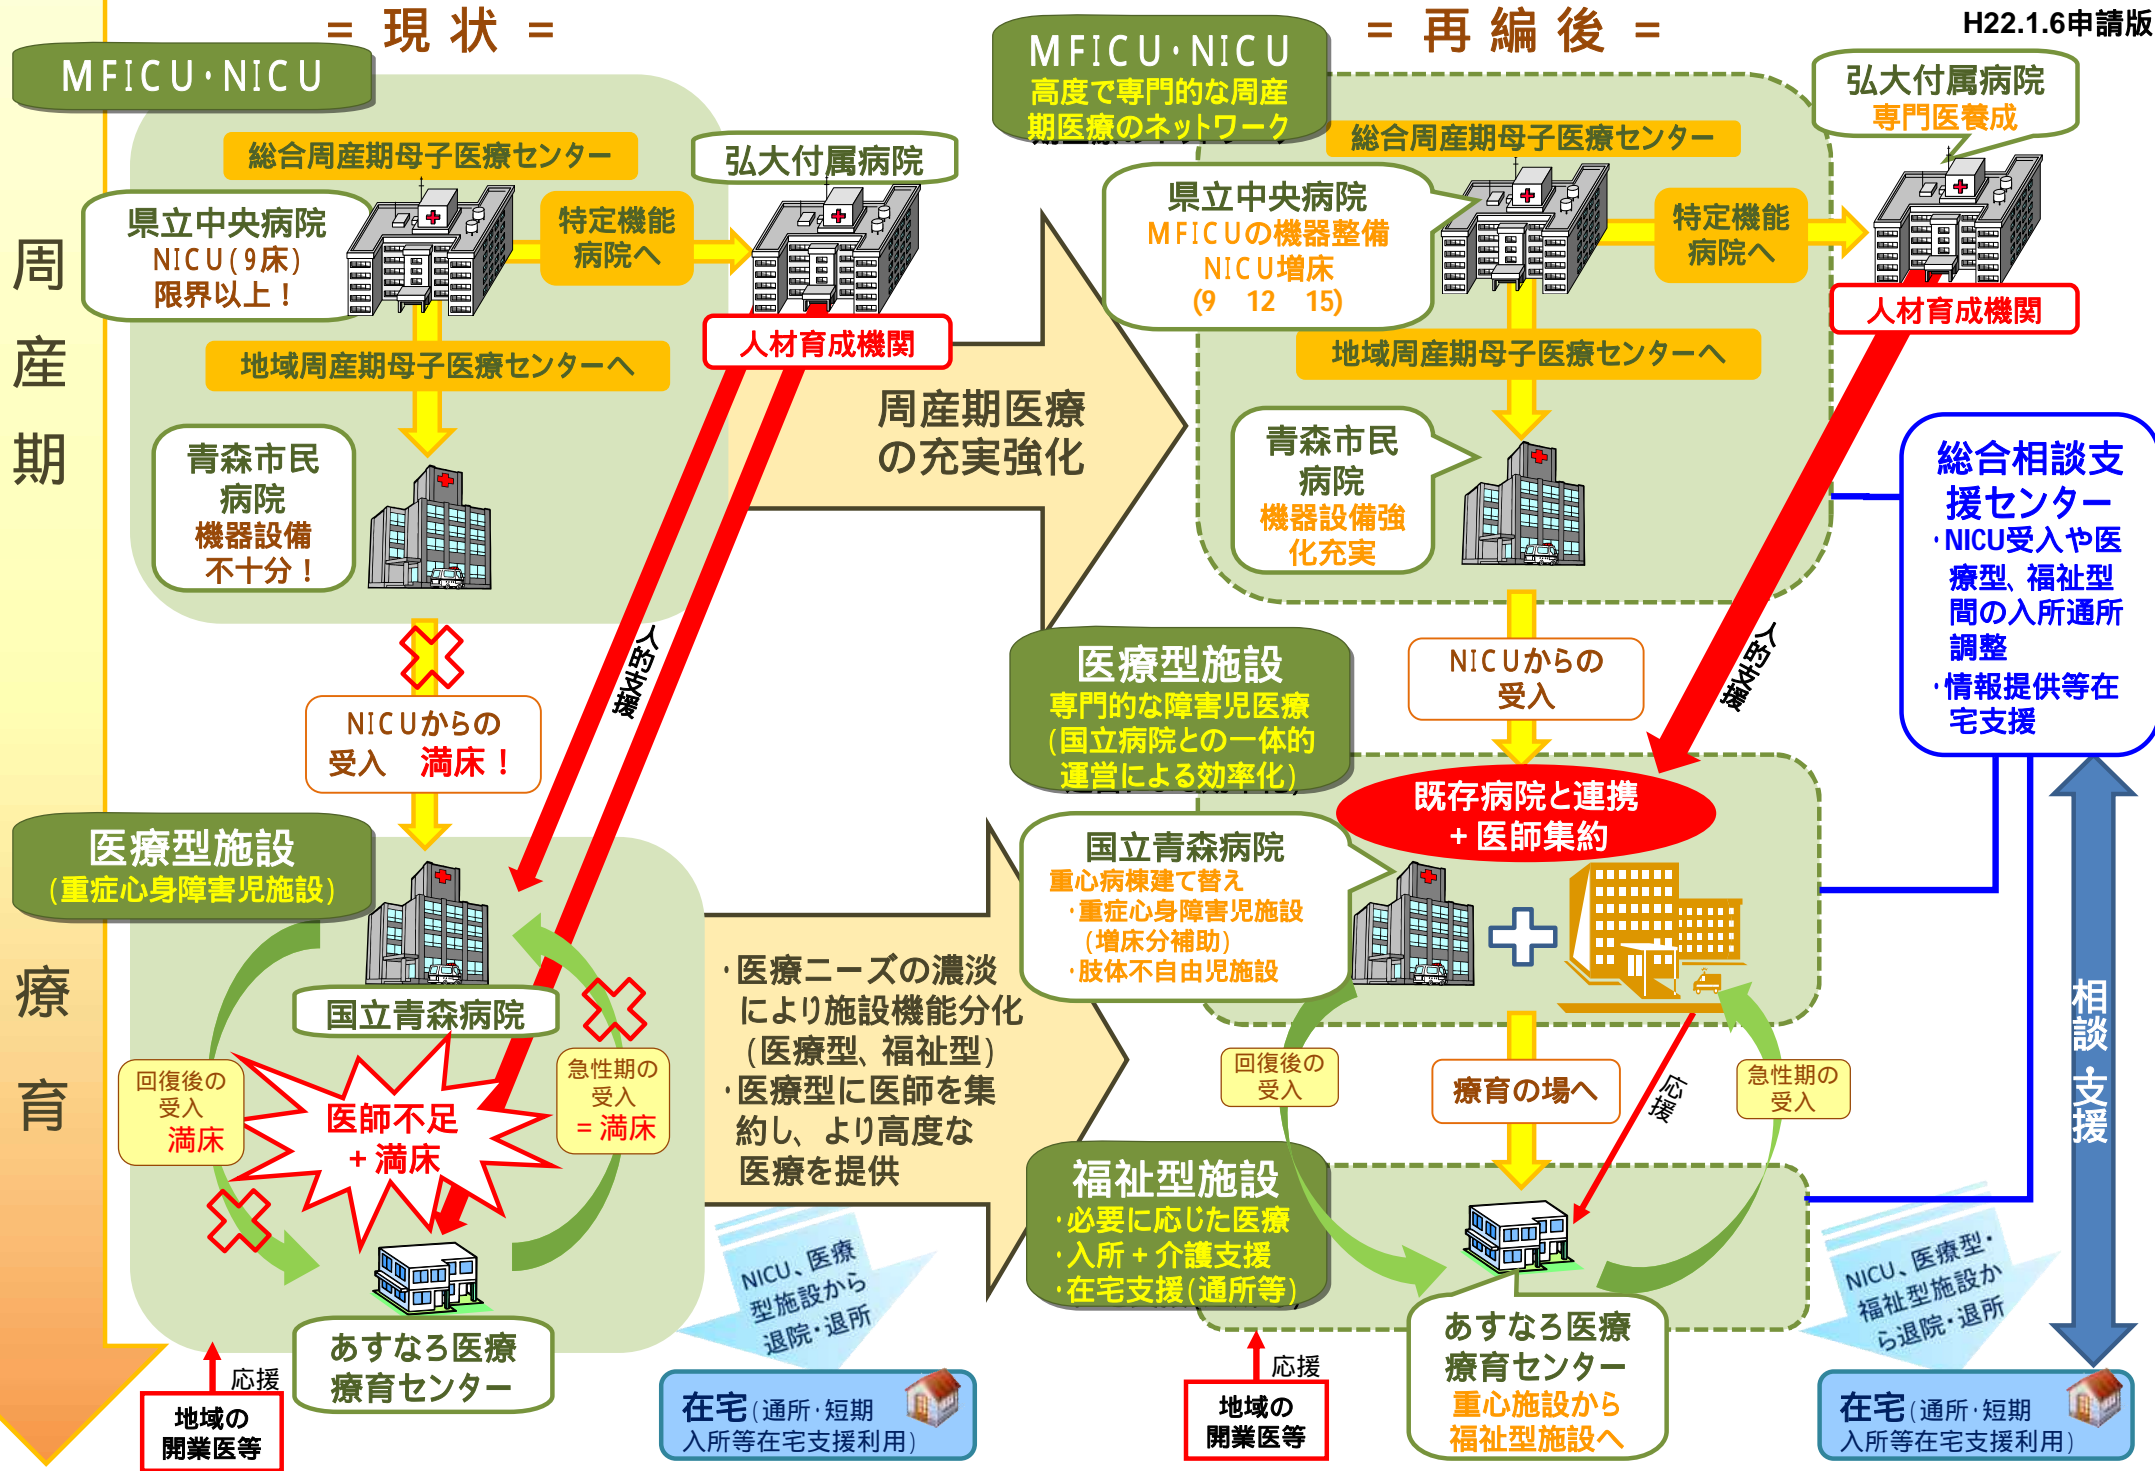 = 現 状 =
= 再 編 後 =
H22.1.6申請版
周産期
療育
MFICU・NICU
総合周産期母子医療センター
弘大付属病院
県立中央病院
NICU(9床)
限界以上！
特定機能
病院へ
人材育成機関
地域周産期母子医療センターへ
青森市民
病院
機器設備
不十分！
人的支援
NICUからの
受入　満床！
医療型施設
(重症心身障害児施設)
国立青森病院
回復後の
受入
満床
医師不足
+ 満床
急性期の
受入
= 満床
あすなろ医療
療育センター
応援
地域の
開業医等
NICU、医療
型施設から
退院・退所
在宅(通所・短期
入所等在宅支援利用)
周産期医療
の充実強化
・医療ニーズの濃淡
により施設機能分化
(医療型、福祉型)
・医療型に医師を集
約し、より高度な
医療を提供
MFICU・NICU
高度で専門的な周産
期医療のネットワーク
総合周産期母子医療センター
弘大付属病院
専門医養成
県立中央病院
MFICUの機器整備
NICU増床
(9　12　15)
特定機能
病院へ
人材育成機関
地域周産期母子医療センターへ
青森市民
病院
機器設備強
化充実
総合相談支
援センター
・NICU受入や医
療型、福祉型
間の入所通所
調整
・情報提供等在
宅支援
人的支援
NICUからの
受入
医療型施設
専門的な障害児医療
(国立病院との一体的
運営による効率化)
既存病院と連携
+ 医師集約
国立青森病院
重心病棟建て替え
・重症心身障害児施設
(増床分補助)
・肢体不自由児施設
回復後の
受入
療育の場へ
応援
急性期の
受入
相談・支援
福祉型施設
・必要に応じた医療
・入所 + 介護支援
・在宅支援(通所等)
あすなろ医療
療育センター
重心施設から
福祉型施設へ
応援
地域の
開業医等
NICU、医療型・
福祉型施設か
ら退院・退所
在宅(通所・短期
入所等在宅支援利用)